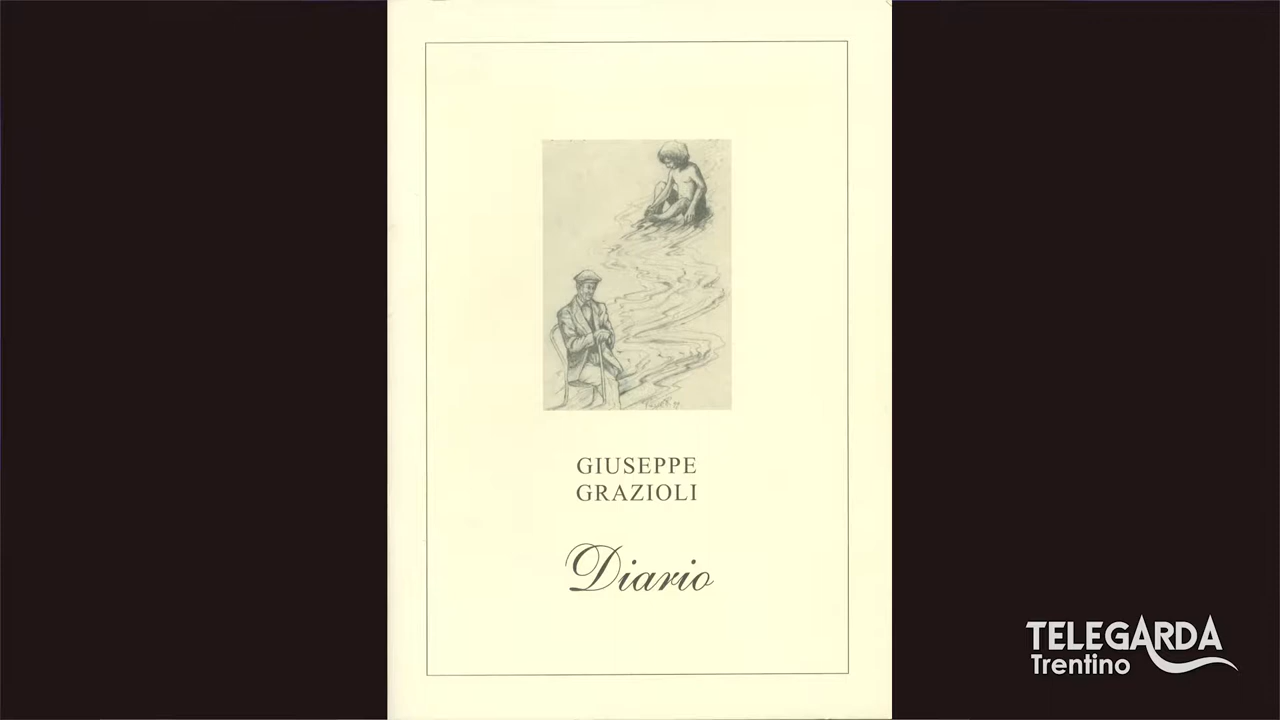 GIUSEPPE
GRAZIOLI
Diario
TELEGARDA
Trentino